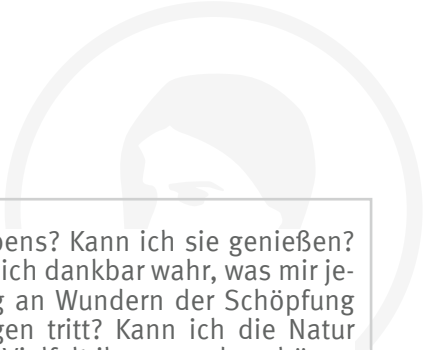 bens? Kann ich sie genießen?
ich dankbar wahr, was mir je-
g an Wundern der Schöpfung
gen tritt? Kann ich die Natur